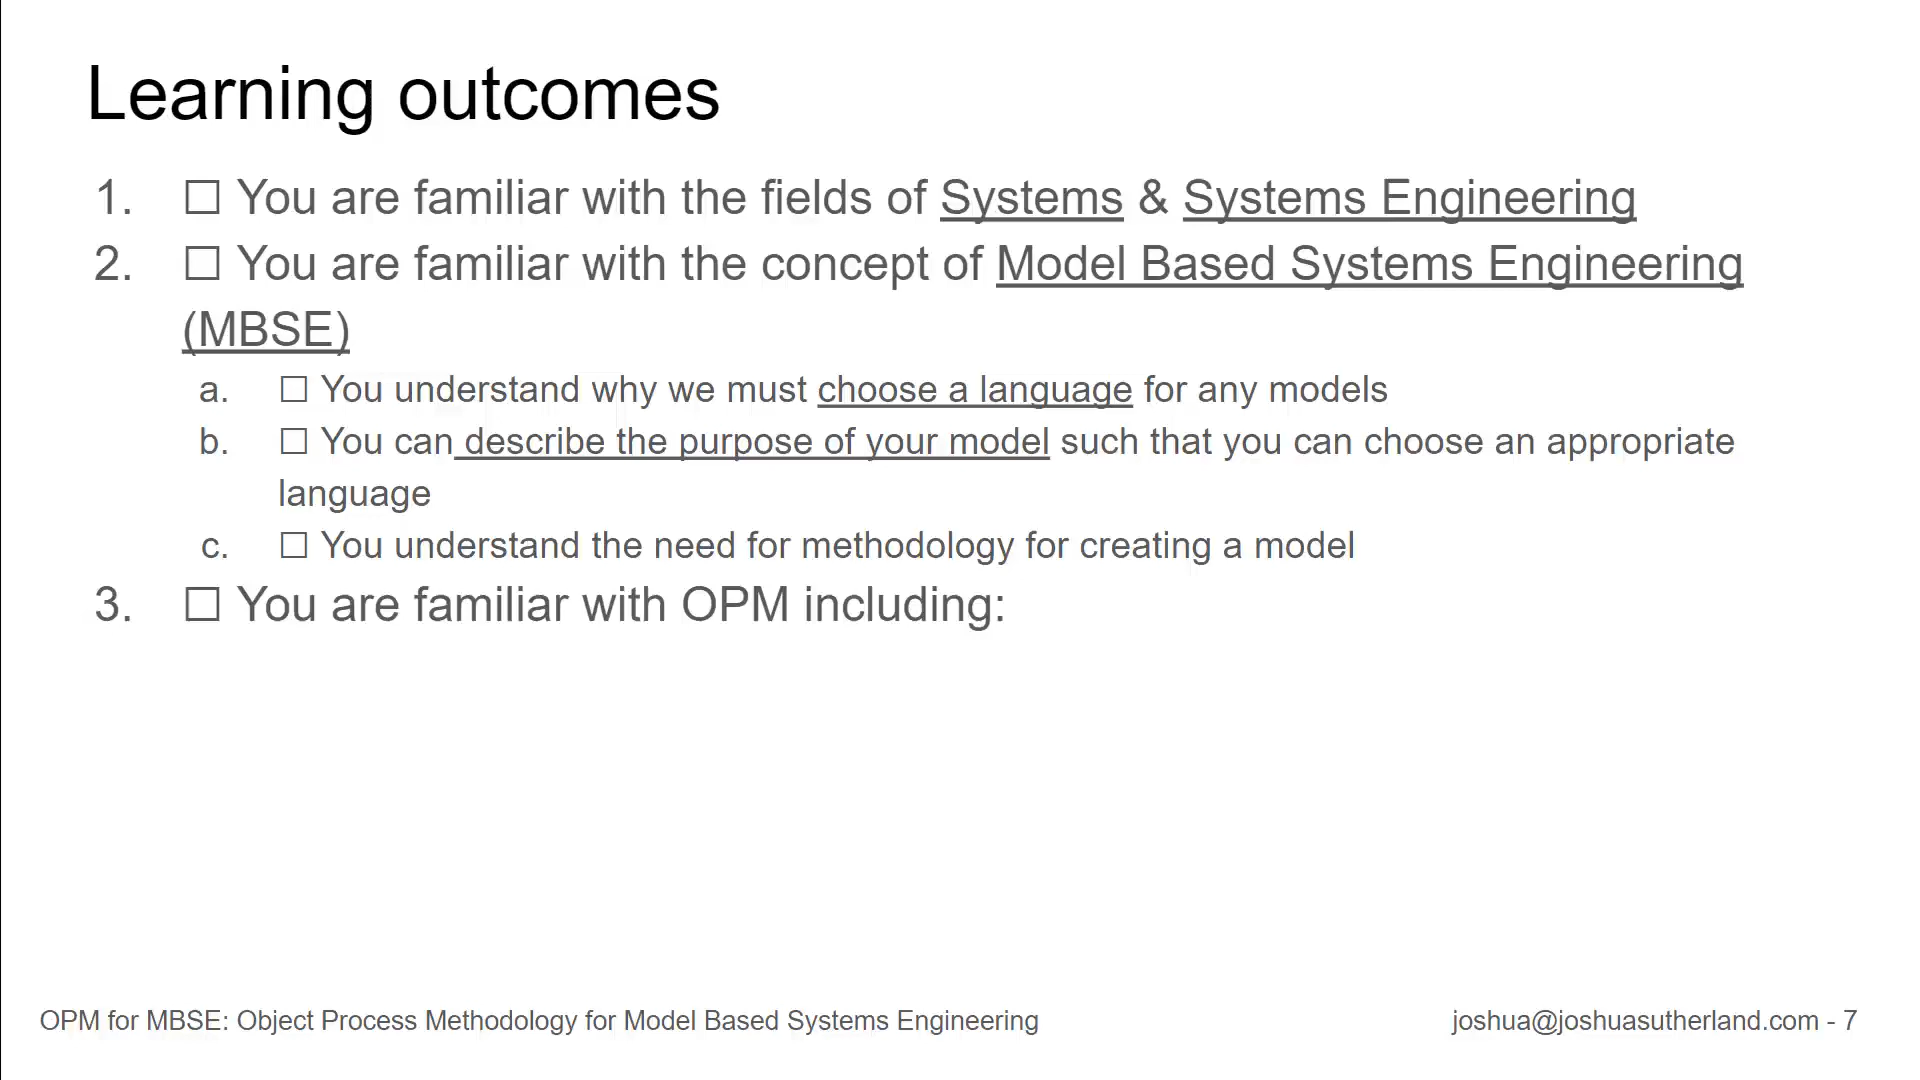 Learning outcomes
1. ☐ You are familiar with the fields of Systems & Systems Engineering
2. ☐ You are familiar with the concept of Model Based Systems Engineering
(MBSE)
a. ☐ You understand why we must choose a language for any models
b. ☐ You can describe the purpose of your model such that you can choose an appropriate
language
c. ☐ You understand the need for methodology for creating a model
3. ☐ You are familiar with OPM including:
OPM for MBSE: Object Process Methodology for Model Based Systems Engineering
joshua@joshuasutherland.com - 7